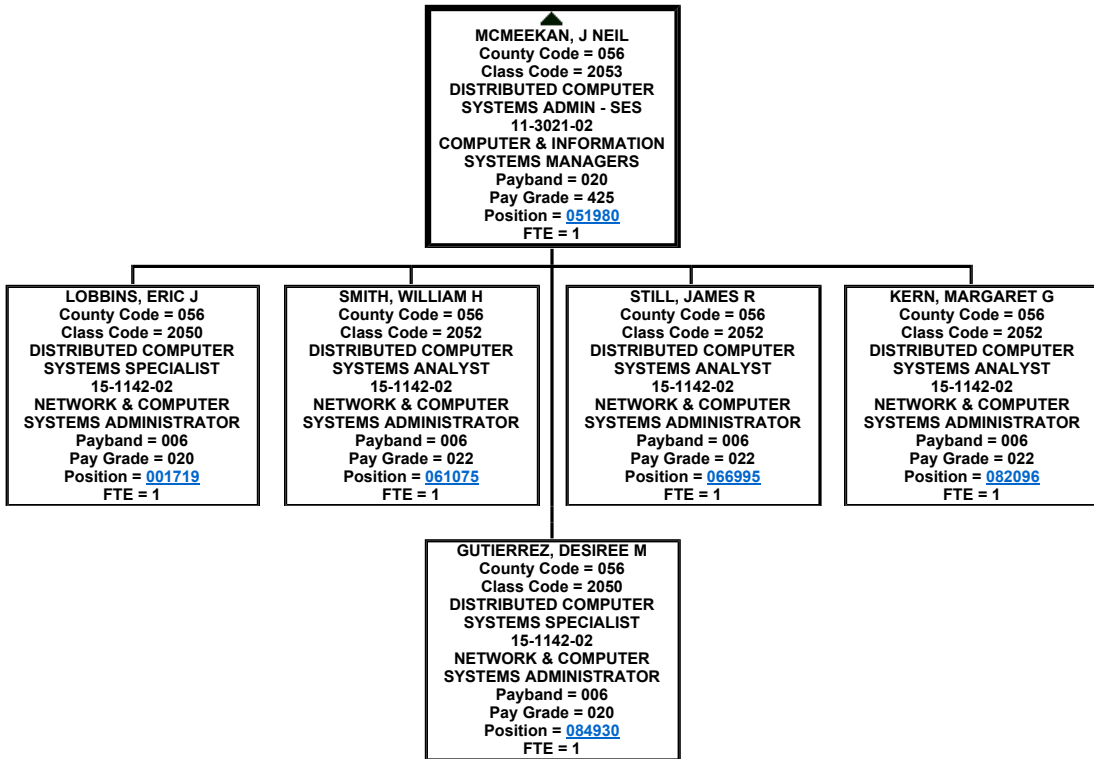 MCMEEKAN, J NEIL
County Code = 056
Class Code = 2053
DISTRIBUTED COMPUTER
SYSTEMS ADMIN - SES
11-3021-02
COMPUTER & INFORMATION
SYSTEMS MANAGERS
Payband = 020
Pay Grade = 425
Position = 051980
FTE = 1
LOBBINS, ERIC J
County Code = 056
Class Code = 2050
DISTRIBUTED COMPUTER
SYSTEMS SPECIALIST
15-1142-02
NETWORK & COMPUTER
SYSTEMS ADMINISTRATOR
Payband = 006
Pay Grade = 020
Position = 001719
FTE = 1
SMITH, WILLIAM H
County Code = 056
Class Code = 2052
DISTRIBUTED COMPUTER
SYSTEMS ANALYST
15-1142-02
NETWORK & COMPUTER
SYSTEMS ADMINISTRATOR
Payband = 006
Pay Grade = 022
Position = 061075
FTE = 1
STILL, JAMES R
County Code = 056
Class Code = 2052
DISTRIBUTED COMPUTER
SYSTEMS ANALYST
15-1142-02
NETWORK & COMPUTER
SYSTEMS ADMINISTRATOR
Payband = 006
Pay Grade = 022
Position = 066995
FTE = 1
KERN, MARGARET G
County Code = 056
Class Code = 2052
DISTRIBUTED COMPUTER
SYSTEMS ANALYST
15-1142-02
NETWORK & COMPUTER
SYSTEMS ADMINISTRATOR
Payband = 006
Pay Grade = 022
Position = 082096
FTE = 1
GUTIERREZ, DESIREE M
County Code = 056
Class Code = 2050
DISTRIBUTED COMPUTER
SYSTEMS SPECIALIST
15-1142-02
NETWORK & COMPUTER
SYSTEMS ADMINISTRATOR
Payband = 006
Pay Grade = 020
Position = 084930
FTE = 1